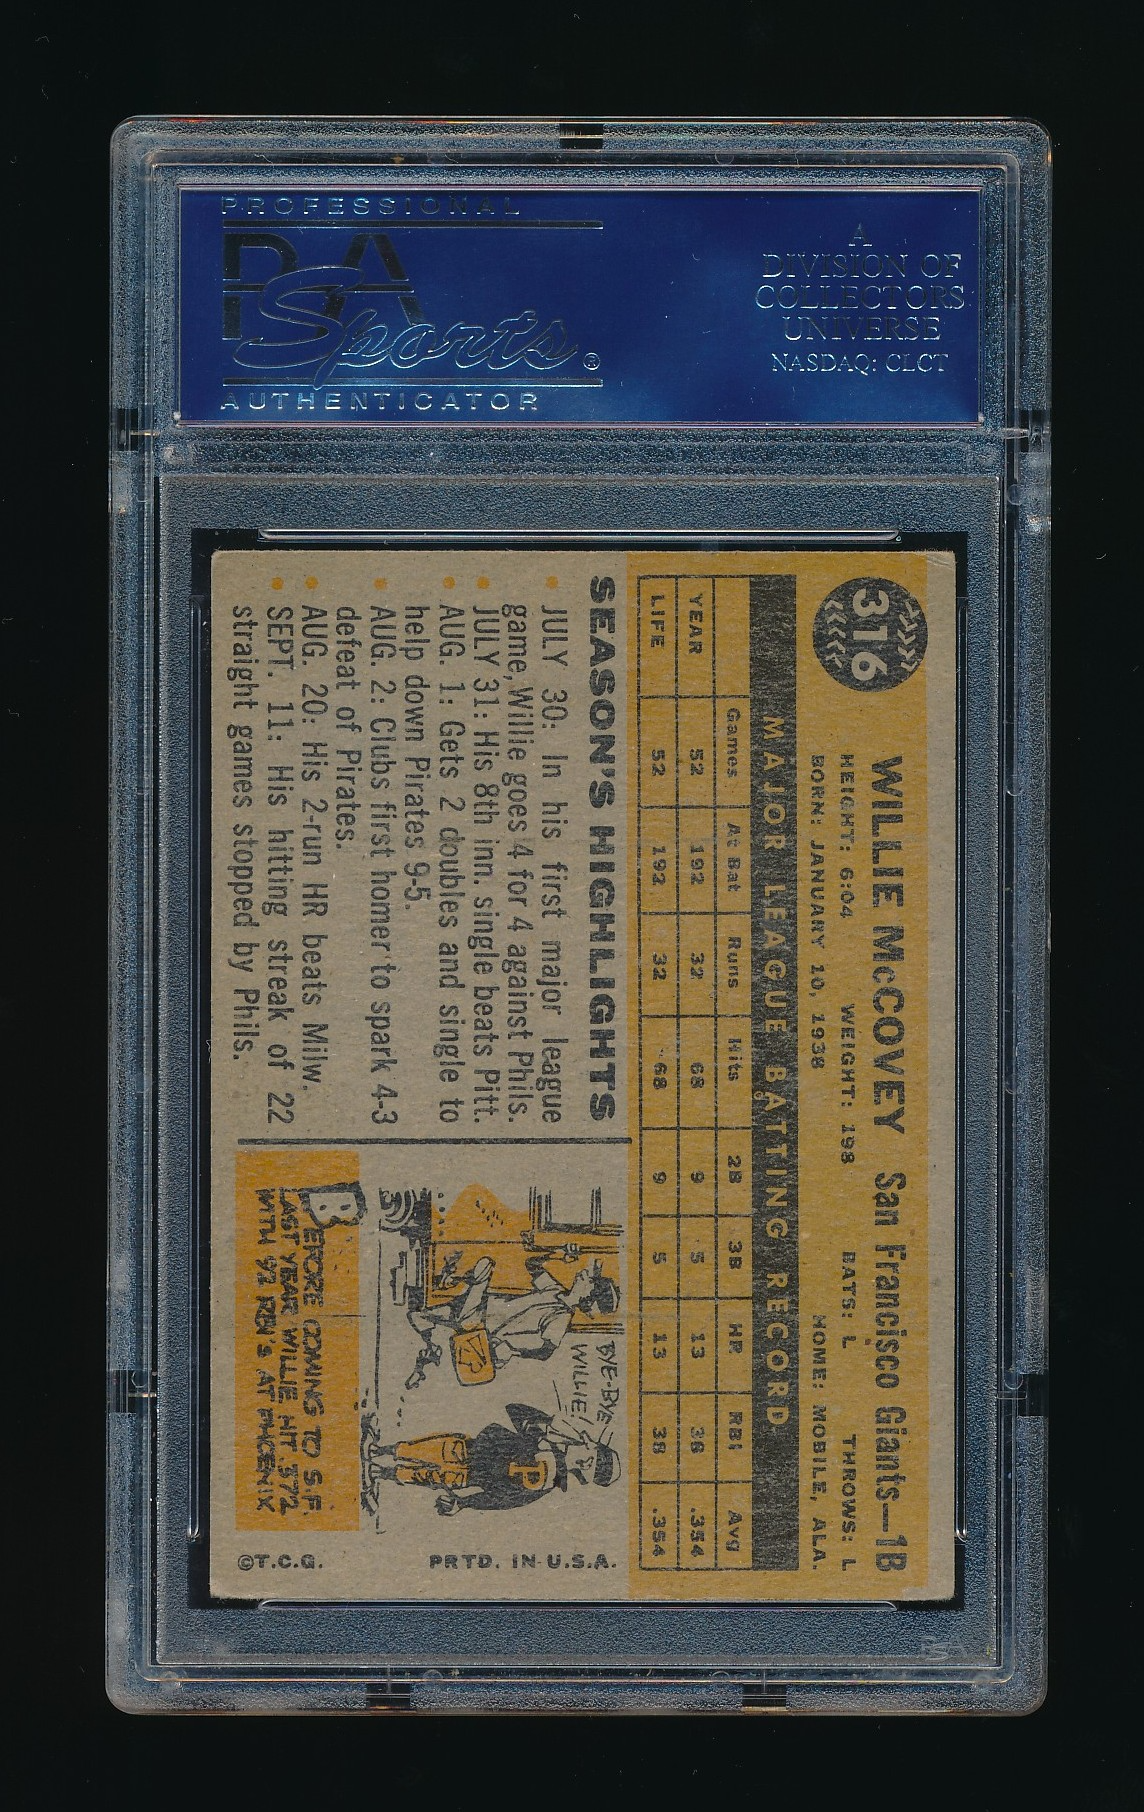 PROFESSIONAL
PSA
Sports®
AUTHENTICATOR
A
DIVISION OF
COLLECTORS
UNIVERSE
NASDAQ: CLCT
316
WILLIE McCOVEY San Francisco Giants—1B
HEIGHT: 6:04 WEIGHT: 198 BATS: L THROWS: L
BORN: JANUARY 10, 1938 HOME: MOBILE, ALA.
MAJOR LEAGUE BATTING RECORD
Games At Bat Runs Hits 2B 3B HR RBI Avg
YEAR 52 192 32 68 9 5 13 38 .354
LIFE 52 192 32 68 9 5 13 38 .354
SEASON'S HIGHLIGHTS
• JULY 30: In his first major league
game, Willie goes 4 for 4 against Phils.
• JULY 31: His 8th inn. single beats Pitt.
• AUG. 1: Gets 2 doubles and single to
help down Pirates 9-5.
• AUG. 2: Clubs first homer to spark 4-3
defeat of Pirates.
• AUG. 20: His 2-run HR beats Milw.
• SEPT. 11: His hitting streak of 22
straight games stopped by Phils.
BYE-BYE
WILLIE!
P
BEFORE COMING TO S.F.
LAST YEAR WILLIE HIT .372
WITH 92 RBI'S AT PHOENIX
©T.C.G. PRTD. IN U.S.A.
PSA